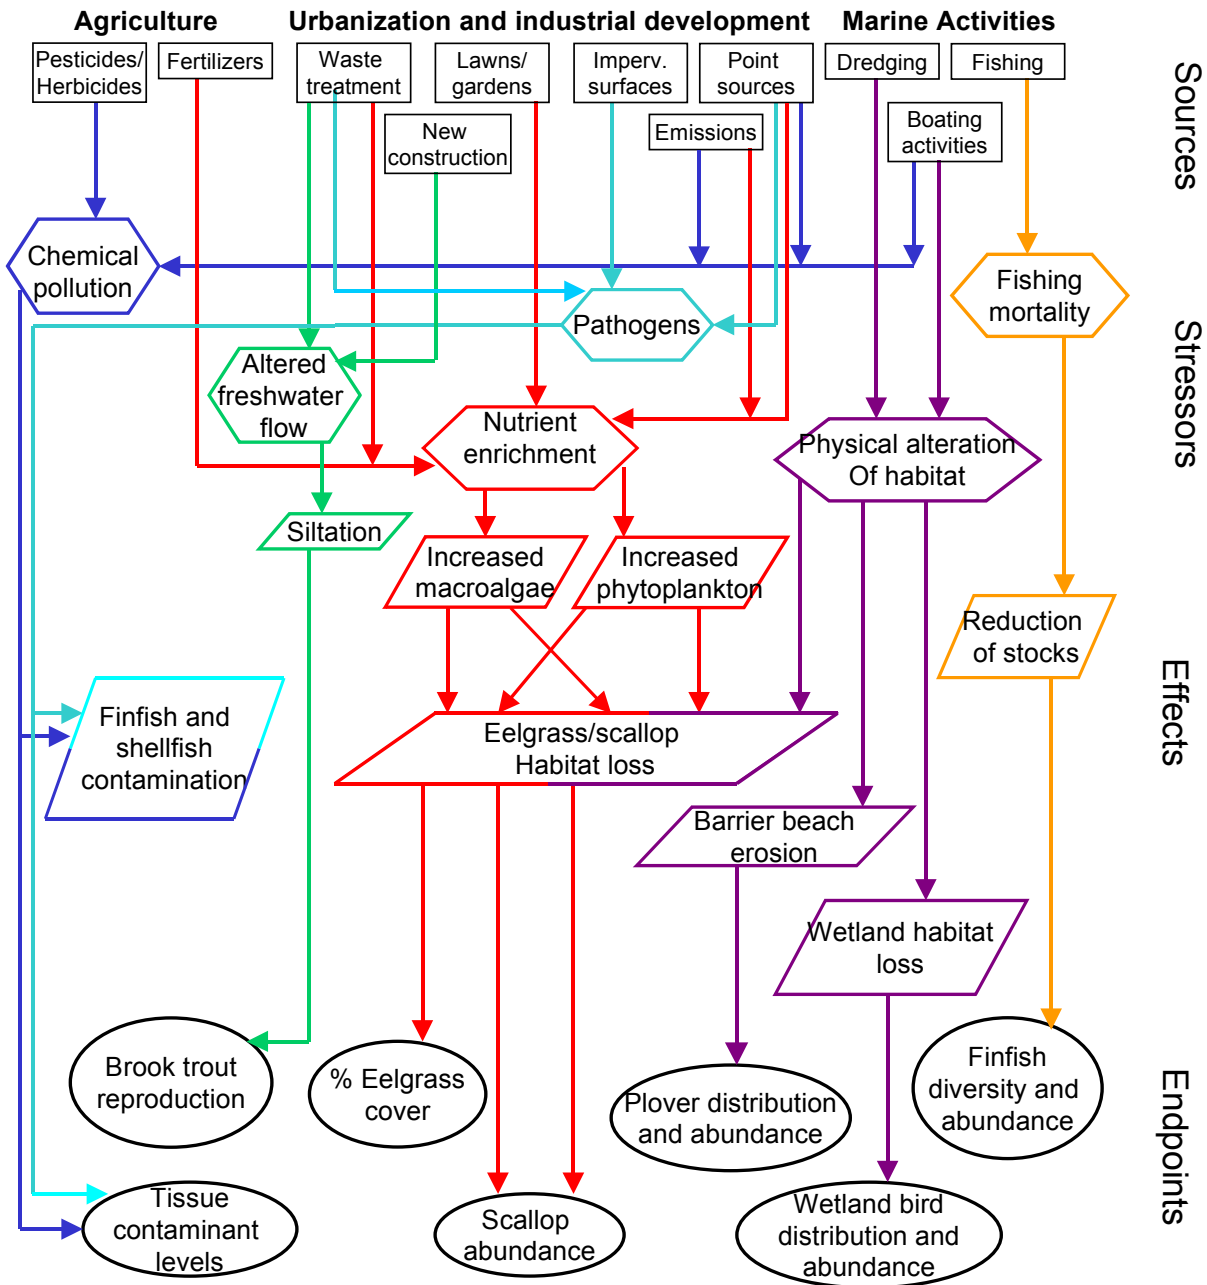 Agriculture
Urbanization and industrial development
Marine Activities
Pesticides/
Herbicides
Fertilizers
Waste
treatment
Lawns/
gardens
Imperv.
surfaces
Point
sources
Dredging
Fishing
New
construction
Emissions
Boating
activities
Sources
Chemical
pollution
Pathogens
Fishing
mortality
Altered
freshwater
flow
Nutrient
enrichment
Physical alteration
Of habitat
Stressors
Siltation
Increased
macroalgae
Increased
phytoplankton
Reduction
of stocks
Finfish and
shellfish
contamination
Eelgrass/scallop
Habitat loss
Barrier beach
erosion
Wetland habitat
loss
Effects
Brook trout
reproduction
% Eelgrass
cover
Plover distribution
and abundance
Finfish
diversity and
abundance
Tissue
contaminant
levels
Scallop
abundance
Wetland bird
distribution and
abundance
Endpoints